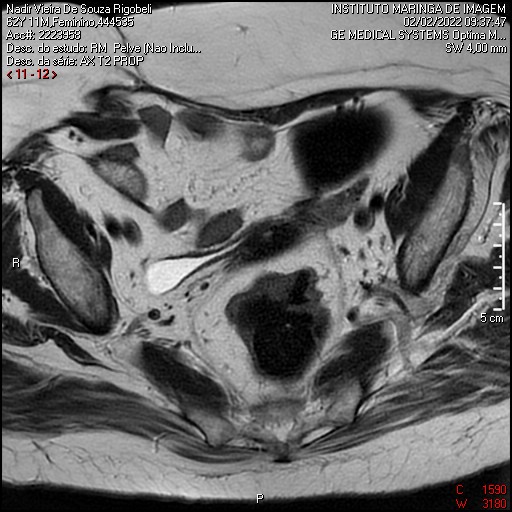 Nadir Vieira De Souza Rigobeli
62Y 11M,Feminino,444535
Acc#: 2223953
Desc. do estudo: RM Pelve (Nao Inclu...
Desc. da série: AX T2 PROP
< 11 - 12 >
INSTITUTO MARINGA DE IMAGEM
02/02/2022 09:37:47
GE MEDICAL SYSTEMS Optima M...
SW 4,00 mm
R
5 cm
P
C 1590
W 3180